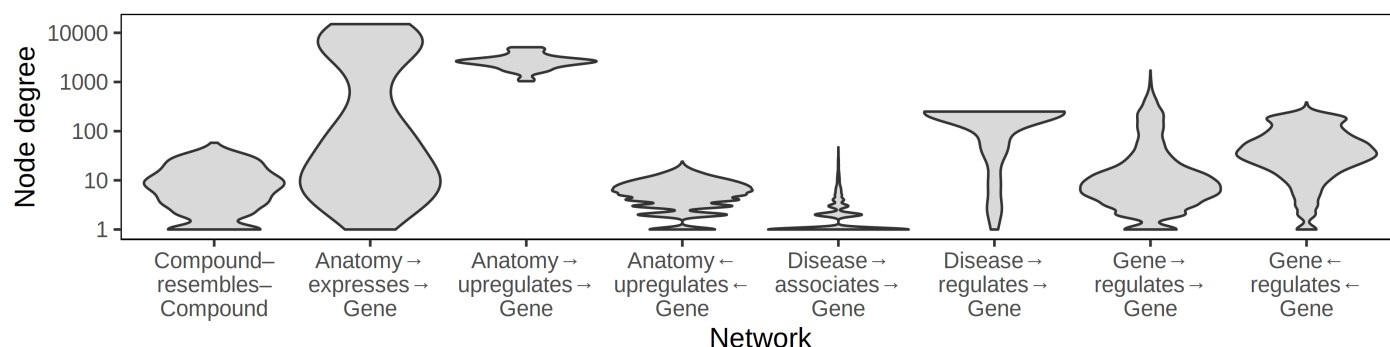 Node degree
10000
1000
100
10
1
Compound–
resembles–
Compound
Anatomy→
expresses→
Gene
Anatomy→
upregulates→
Gene
Anatomy←
upregulates←
Gene
Disease→
associates→
Gene
Disease→
regulates→
Gene
Gene→
regulates→
Gene
Gene←
regulates←
Gene
Network